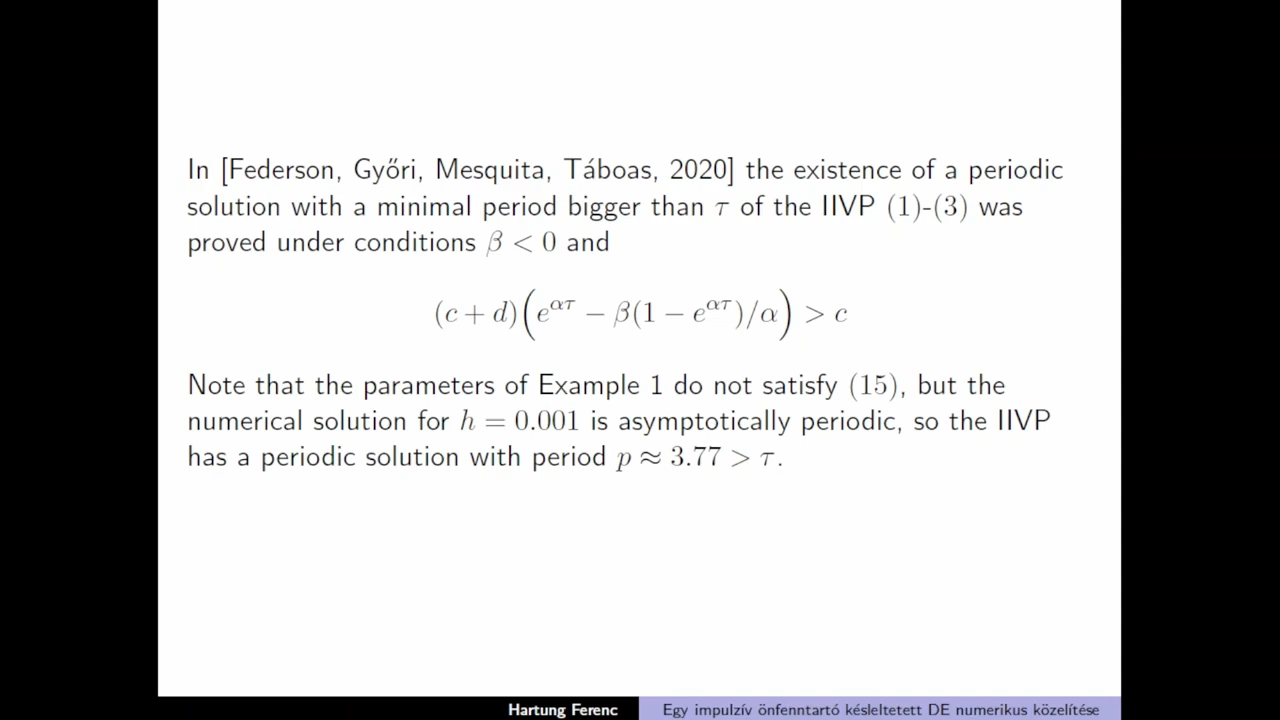 In [Federson, Győri, Mesquita, Táboas, 2020] the existence of a periodic
solution with a minimal period bigger than τ of the IIVP (1)-(3) was
proved under conditions β < 0 and
(c + d)(e^{ατ} − β(1 − e^{ατ})/α) > c
Note that the parameters of Example 1 do not satisfy (15), but the
numerical solution for h = 0.001 is asymptotically periodic, so the IIVP
has a periodic solution with period p ≈ 3.77 > τ.
Hartung Ferenc
Egy impulzív önfenntartó késleltetett DE numerikus közelítése